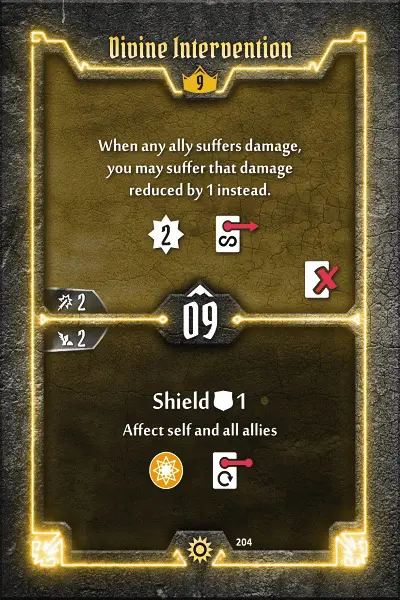 Divine Intervention
9
When any ally suffers damage,
you may suffer that damage
reduced by 1 instead.
2
2
09
2
Shield 1
Affect self and all allies
204